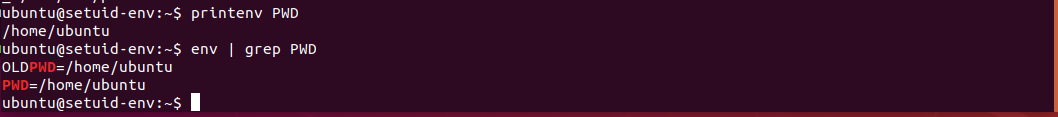 ubuntu@setuid-env:~$ printenv PWD
/home/ubuntu
ubuntu@setuid-env:~$ env | grep PWD
OLDPWD=/home/ubuntu
PWD=/home/ubuntu
ubuntu@setuid-env:~$